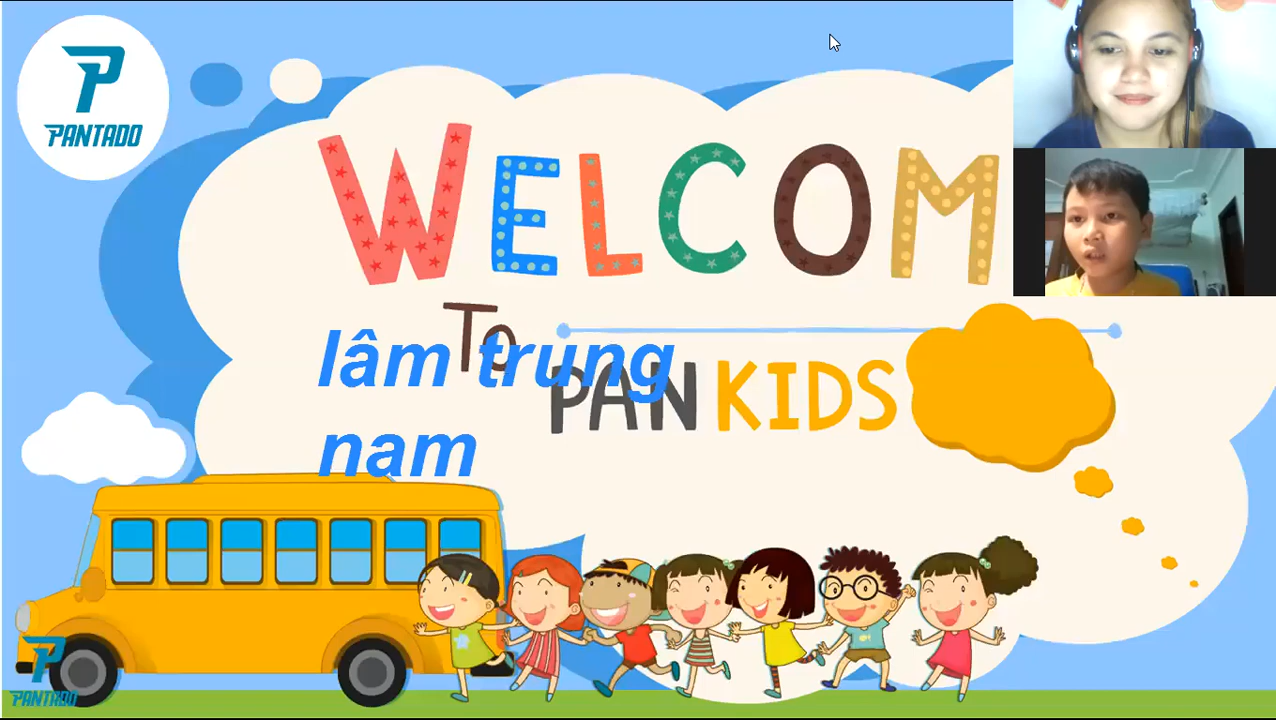 PANTADO
WELCOM
To
lâm trung
PAN KIDS
nam
PANTADO